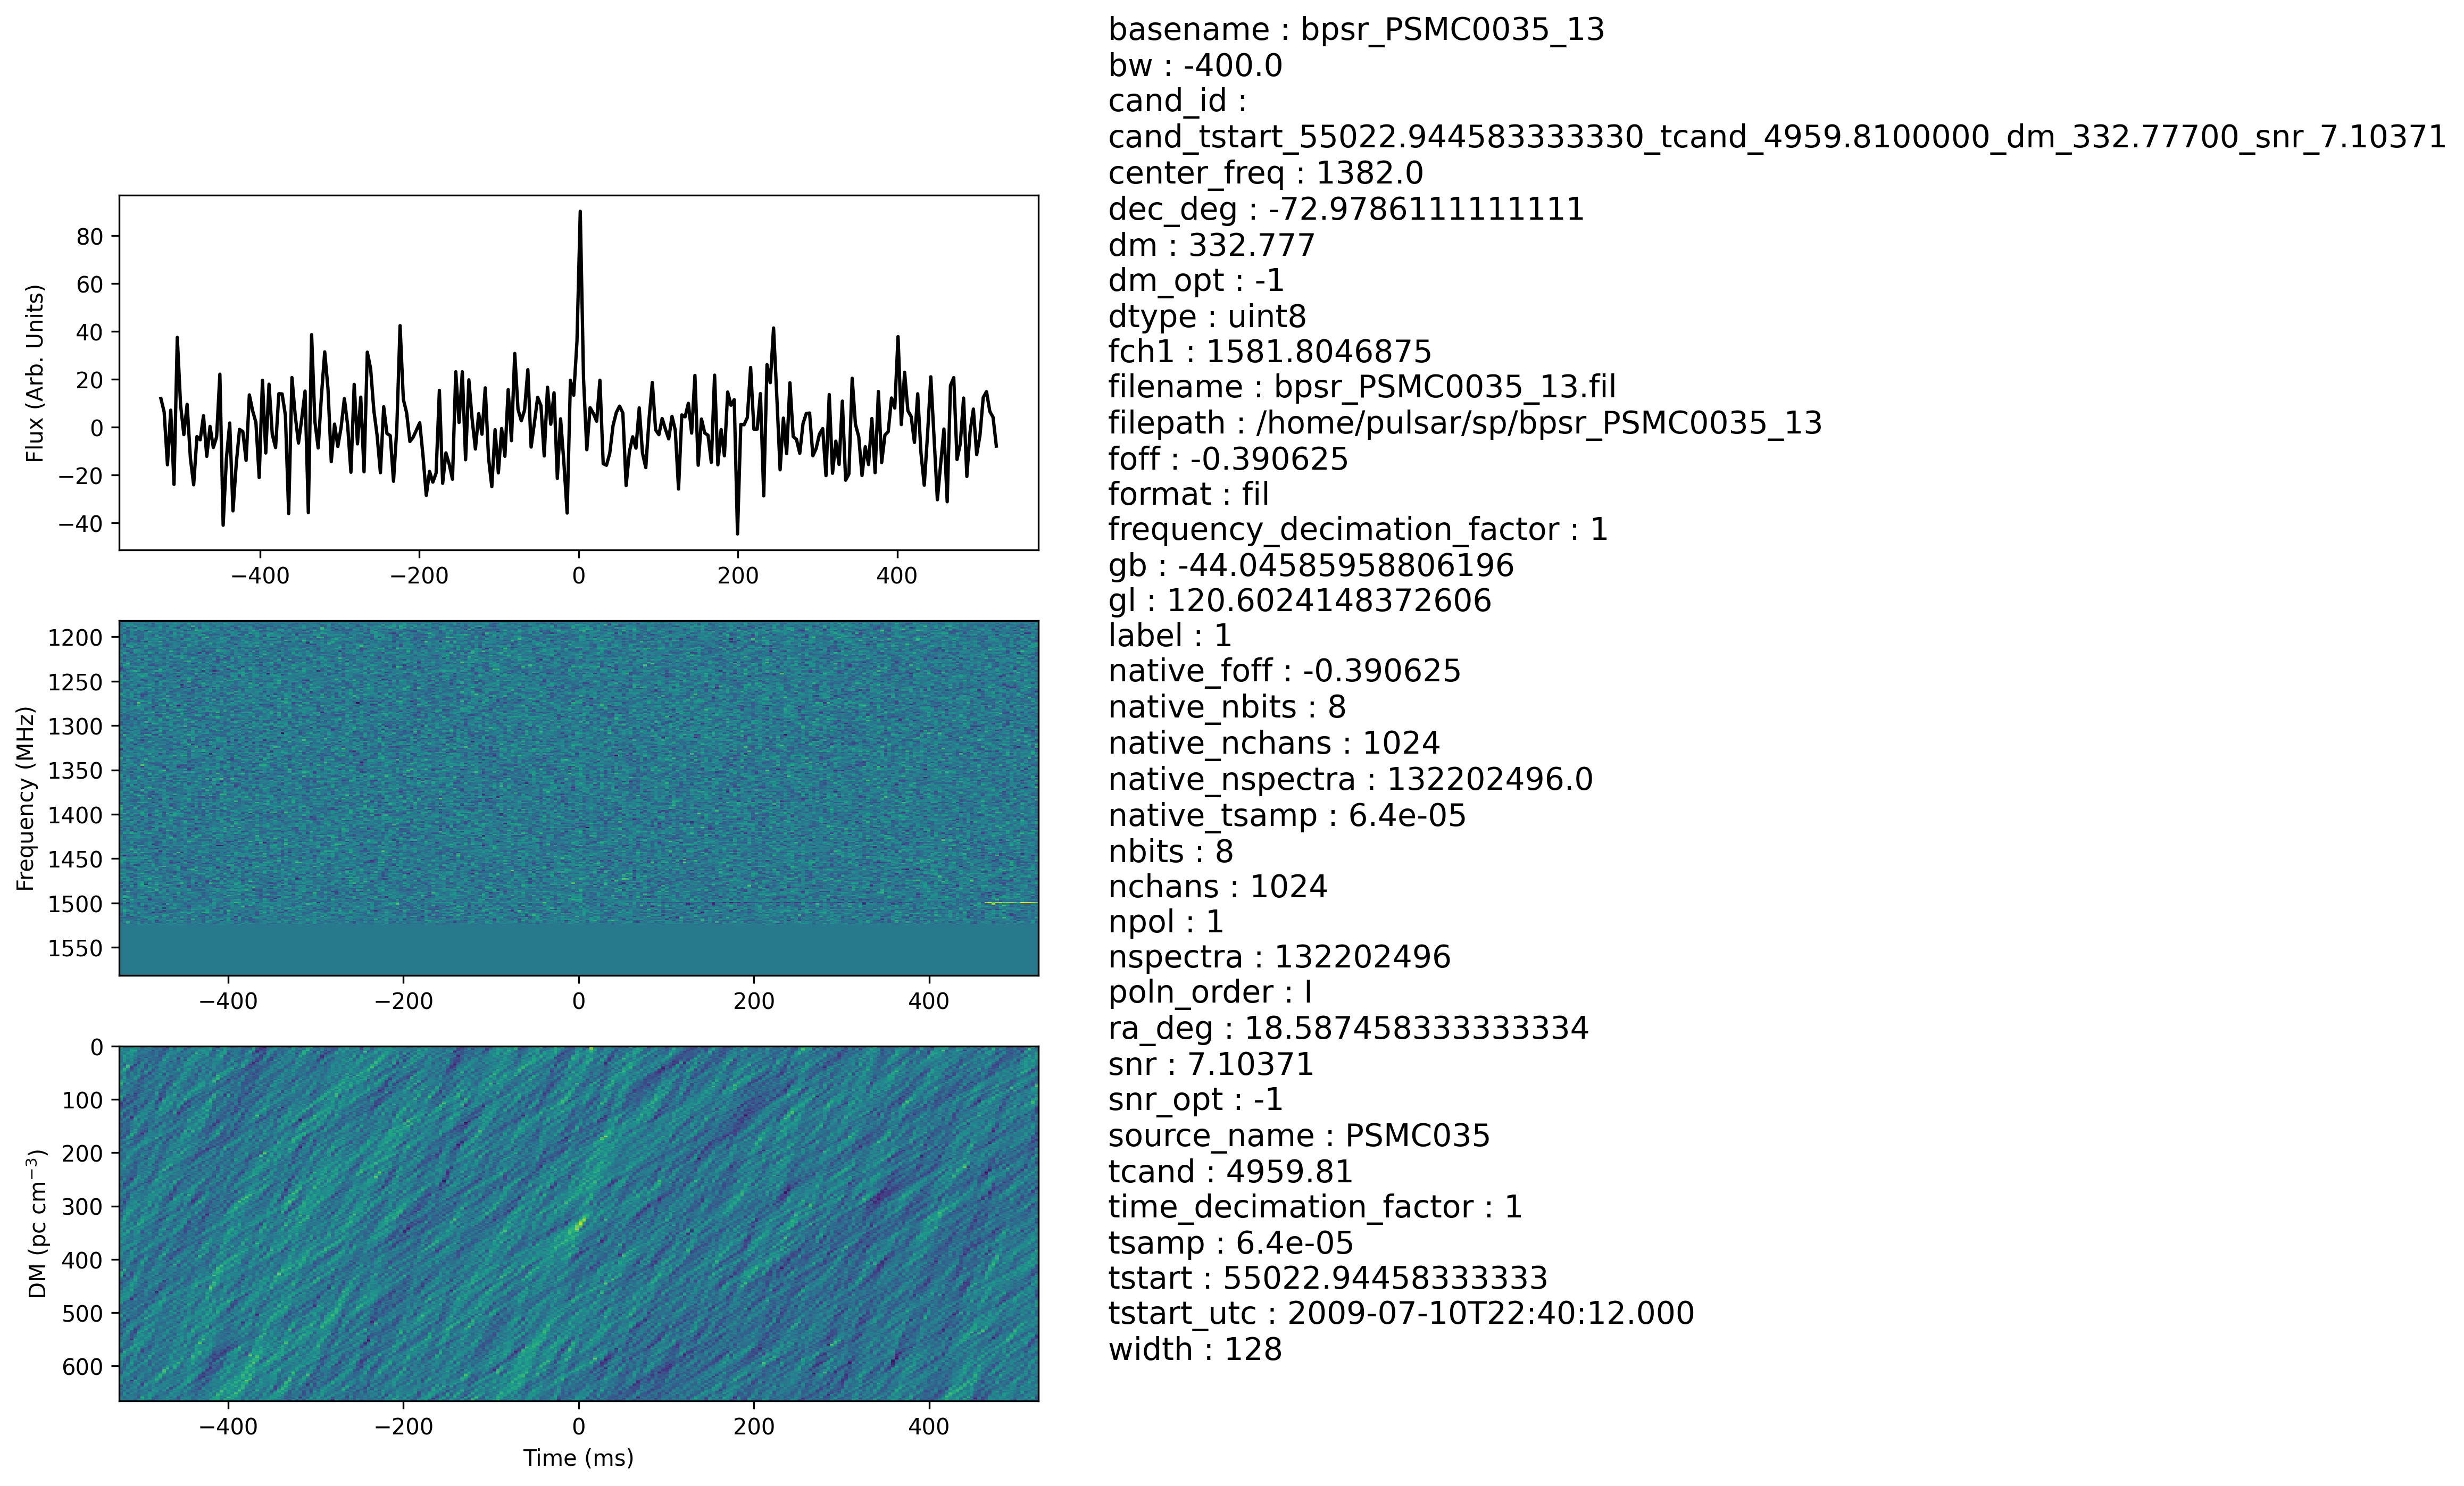 basename : bpsr_PSMC0035_13
bw : -400.0
cand_id :
cand_tstart_55022.944583333330_tcand_4959.8100000_dm_332.77700_snr_7.10371
center_freq : 1382.0
dec_deg : -72.9786111111111
dm : 332.777
dm_opt : -1
dtype : uint8
fch1 : 1581.8046875
filename : bpsr_PSMC0035_13.fil
filepath : /home/pulsar/sp/bpsr_PSMC0035_13
foff : -0.390625
format : fil
frequency_decimation_factor : 1
gb : -44.04585958806196
gl : 120.6024148372606
label : 1
native_foff : -0.390625
native_nbits : 8
native_nchans : 1024
native_nspectra : 132202496.0
native_tsamp : 6.4e-05
nbits : 8
nchans : 1024
npol : 1
nspectra : 132202496
poln_order : I
ra_deg : 18.587458333333334
snr : 7.10371
snr_opt : -1
source_name : PSMC035
tcand : 4959.81
time_decimation_factor : 1
tsamp : 6.4e-05
tstart : 55022.94458333333
tstart_utc : 2009-07-10T22:40:12.000
width : 128
Flux (Arb. Units)
80
60
40
20
0
−20
−40
−400 −200 0 200 400
Frequency (MHz)
1200
1250
1300
1350
1400
1450
1500
1550
−400 −200 0 200 400
DM (pc cm⁻³)
0
100
200
300
400
500
600
−400 −200 0 200 400
Time (ms)